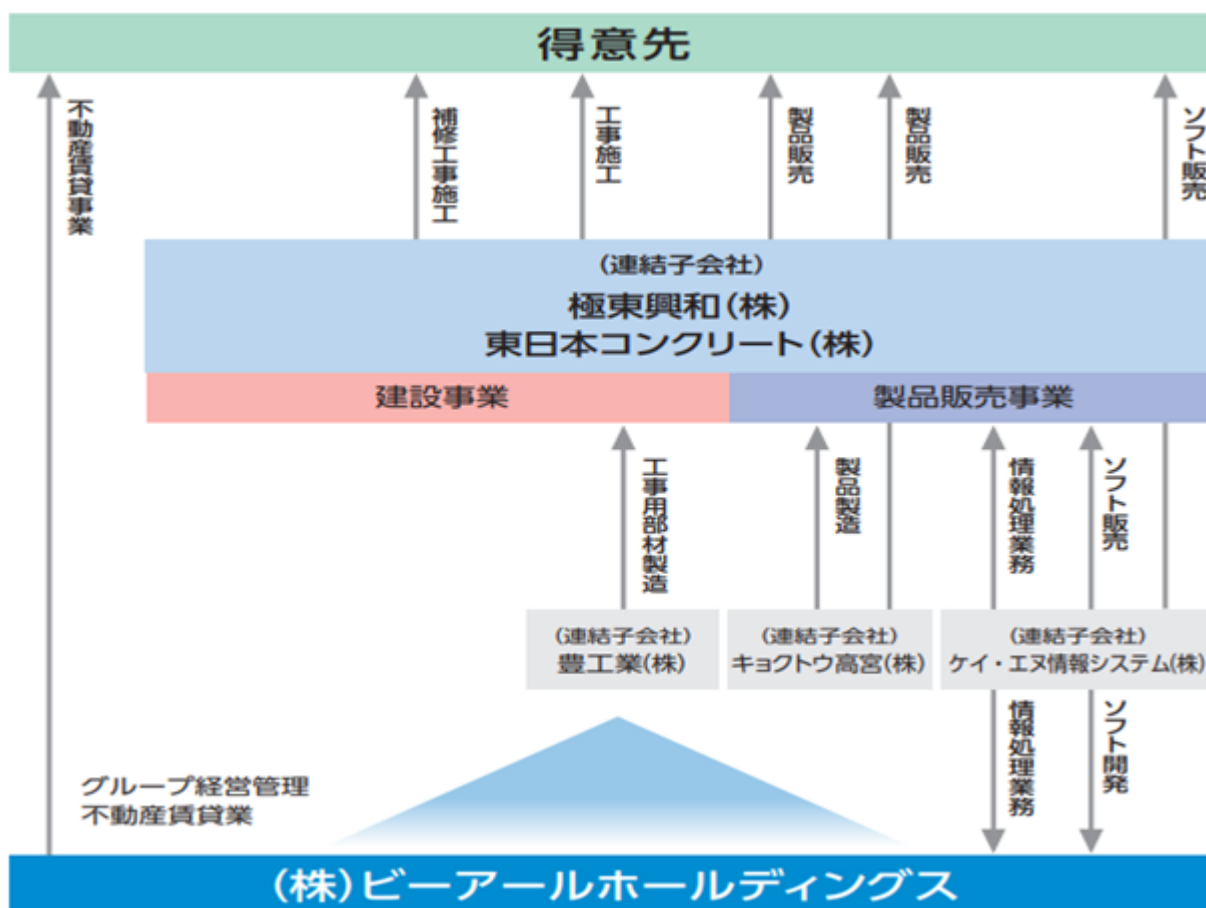 得意先
不動産賃貸事業
補修工事施工
工事施工
製品販売
製品販売
ソフト販売
(連結子会社)
極東興和(株)
東日本コンクリート(株)
建設事業
製品販売事業
工事用部材製造
製品製造
情報処理業務
ソフト販売
(連結子会社)
豊工業(株)
(連結子会社)
キョクトウ高宮(株)
(連結子会社)
ケイ・エヌ情報システム(株)
情報処理業務
ソフト開発
グループ経営管理
不動産賃貸業
(株)ビーアールホールディングス